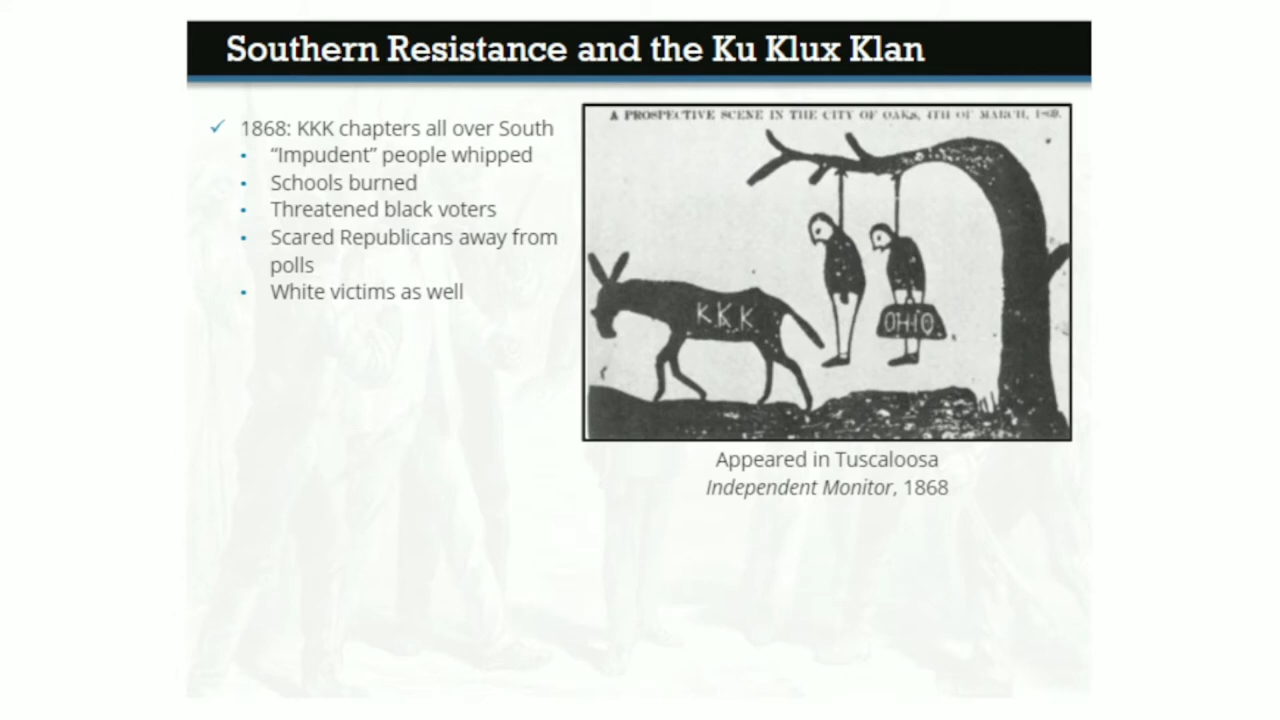 Southern Resistance and the Ku Klux Klan
✓ 1868: KKK chapters all over South
• “Impudent” people whipped
• Schools burned
• Threatened black voters
• Scared Republicans away from
polls
• White victims as well
A PROSPECTIVE SCENE IN THE CITY OF OAKS, 4TH OF MARCH, 1869.
KKK
OHIO
Appeared in Tuscaloosa
Independent Monitor, 1868